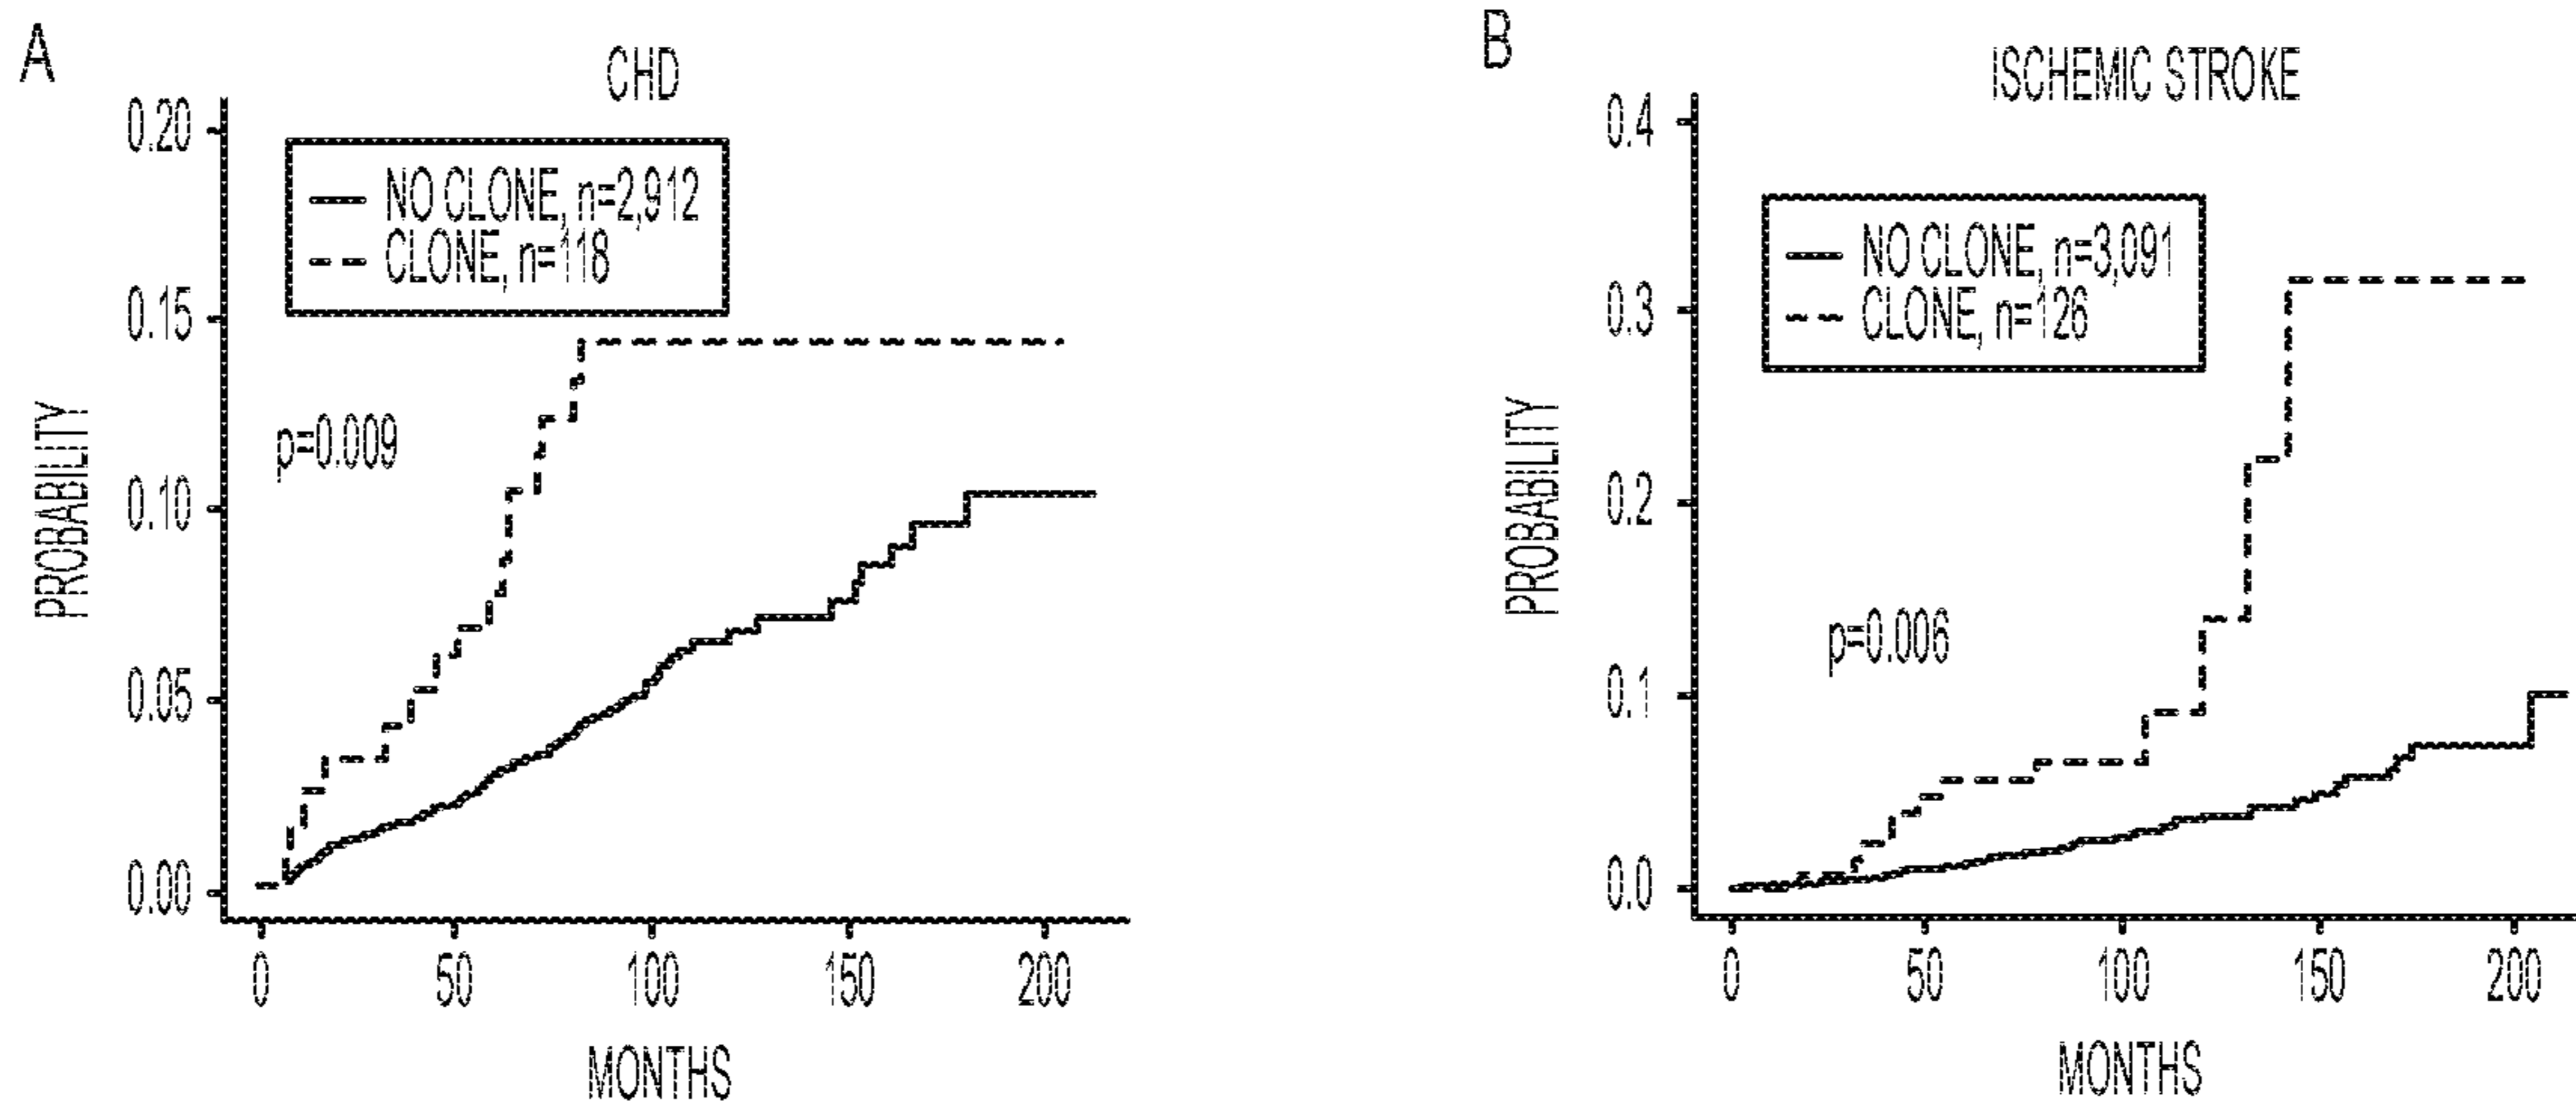 A
CHD
0.20
0.15
0.10
0.05
0.00
PROBABILITY
NO CLONE, n=2,912
CLONE, n=118
p=0.009
0 50 100 150 200
MONTHS
B
ISCHEMIC STROKE
0.4
0.3
0.2
0.1
0.0
PROBABILITY
NO CLONE, n=3,091
CLONE, n=126
p=0.006
0 50 100 150 200
MONTHS